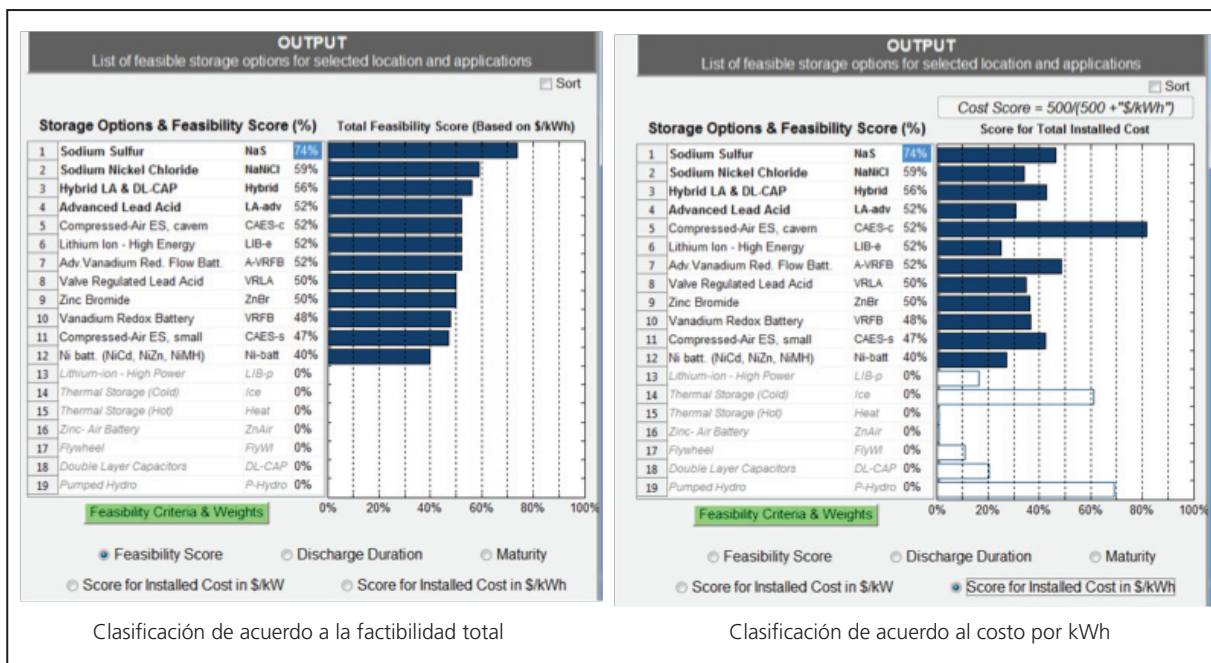 OUTPUT
List of feasible storage options for selected location and applications
Sort
Storage Options & Feasibility Score (%)
Total Feasibility Score (Based on $/kWh)
1 Sodium Sulfur NaS 74%
2 Sodium Nickel Chloride NaNiCl 59%
3 Hybrid LA & DL-CAP Hybrid 56%
4 Advanced Lead Acid LA-adv 52%
5 Compressed-Air ES, cavern CAES-c 52%
6 Lithium Ion - High Energy LIB-e 52%
7 Adv.Vanadium Red. Flow Batt. A-VRFB 52%
8 Valve Regulated Lead Acid VRLA 50%
9 Zinc Bromide ZnBr 50%
10 Vanadium Redox Battery VRFB 48%
11 Compressed-Air ES, small CAES-s 47%
12 Ni batt. (NiCd, NiZn, NiMH) Ni-batt 40%
13 Lithium-ion - High Power LIB-p 0%
14 Thermal Storage (Cold) Ice 0%
15 Thermal Storage (Hot) Heat 0%
16 Zinc- Air Battery ZnAir 0%
17 Flywheel FlyWl 0%
18 Double Layer Capacitors DL-CAP 0%
19 Pumped Hydro P-Hydro 0%
0% 20% 40% 60% 80% 100%
Feasibility Criteria & Weights
Feasibility Score Discharge Duration Maturity
Score for Installed Cost in $/kW Score for Installed Cost in $/kWh
Clasificación de acuerdo a la factibilidad total
OUTPUT
List of feasible storage options for selected location and applications
Sort
Cost Score = 500/(500 +"$/kWh")
Storage Options & Feasibility Score (%)
Score for Total Installed Cost
1 Sodium Sulfur NaS 74%
2 Sodium Nickel Chloride NaNiCl 59%
3 Hybrid LA & DL-CAP Hybrid 56%
4 Advanced Lead Acid LA-adv 52%
5 Compressed-Air ES, cavern CAES-c 52%
6 Lithium Ion - High Energy LIB-e 52%
7 Adv.Vanadium Red. Flow Batt. A-VRFB 52%
8 Valve Regulated Lead Acid VRLA 50%
9 Zinc Bromide ZnBr 50%
10 Vanadium Redox Battery VRFB 48%
11 Compressed-Air ES, small CAES-s 47%
12 Ni batt. (NiCd, NiZn, NiMH) Ni-batt 40%
13 Lithium-ion - High Power LIB-p 0%
14 Thermal Storage (Cold) Ice 0%
15 Thermal Storage (Hot) Heat 0%
16 Zinc- Air Battery ZnAir 0%
17 Flywheel FlyWl 0%
18 Double Layer Capacitors DL-CAP 0%
19 Pumped Hydro P-Hydro 0%
0% 20% 40% 60% 80% 100%
Feasibility Criteria & Weights
Feasibility Score Discharge Duration Maturity
Score for Installed Cost in $/kW Score for Installed Cost in $/kWh
Clasificación de acuerdo al costo por kWh